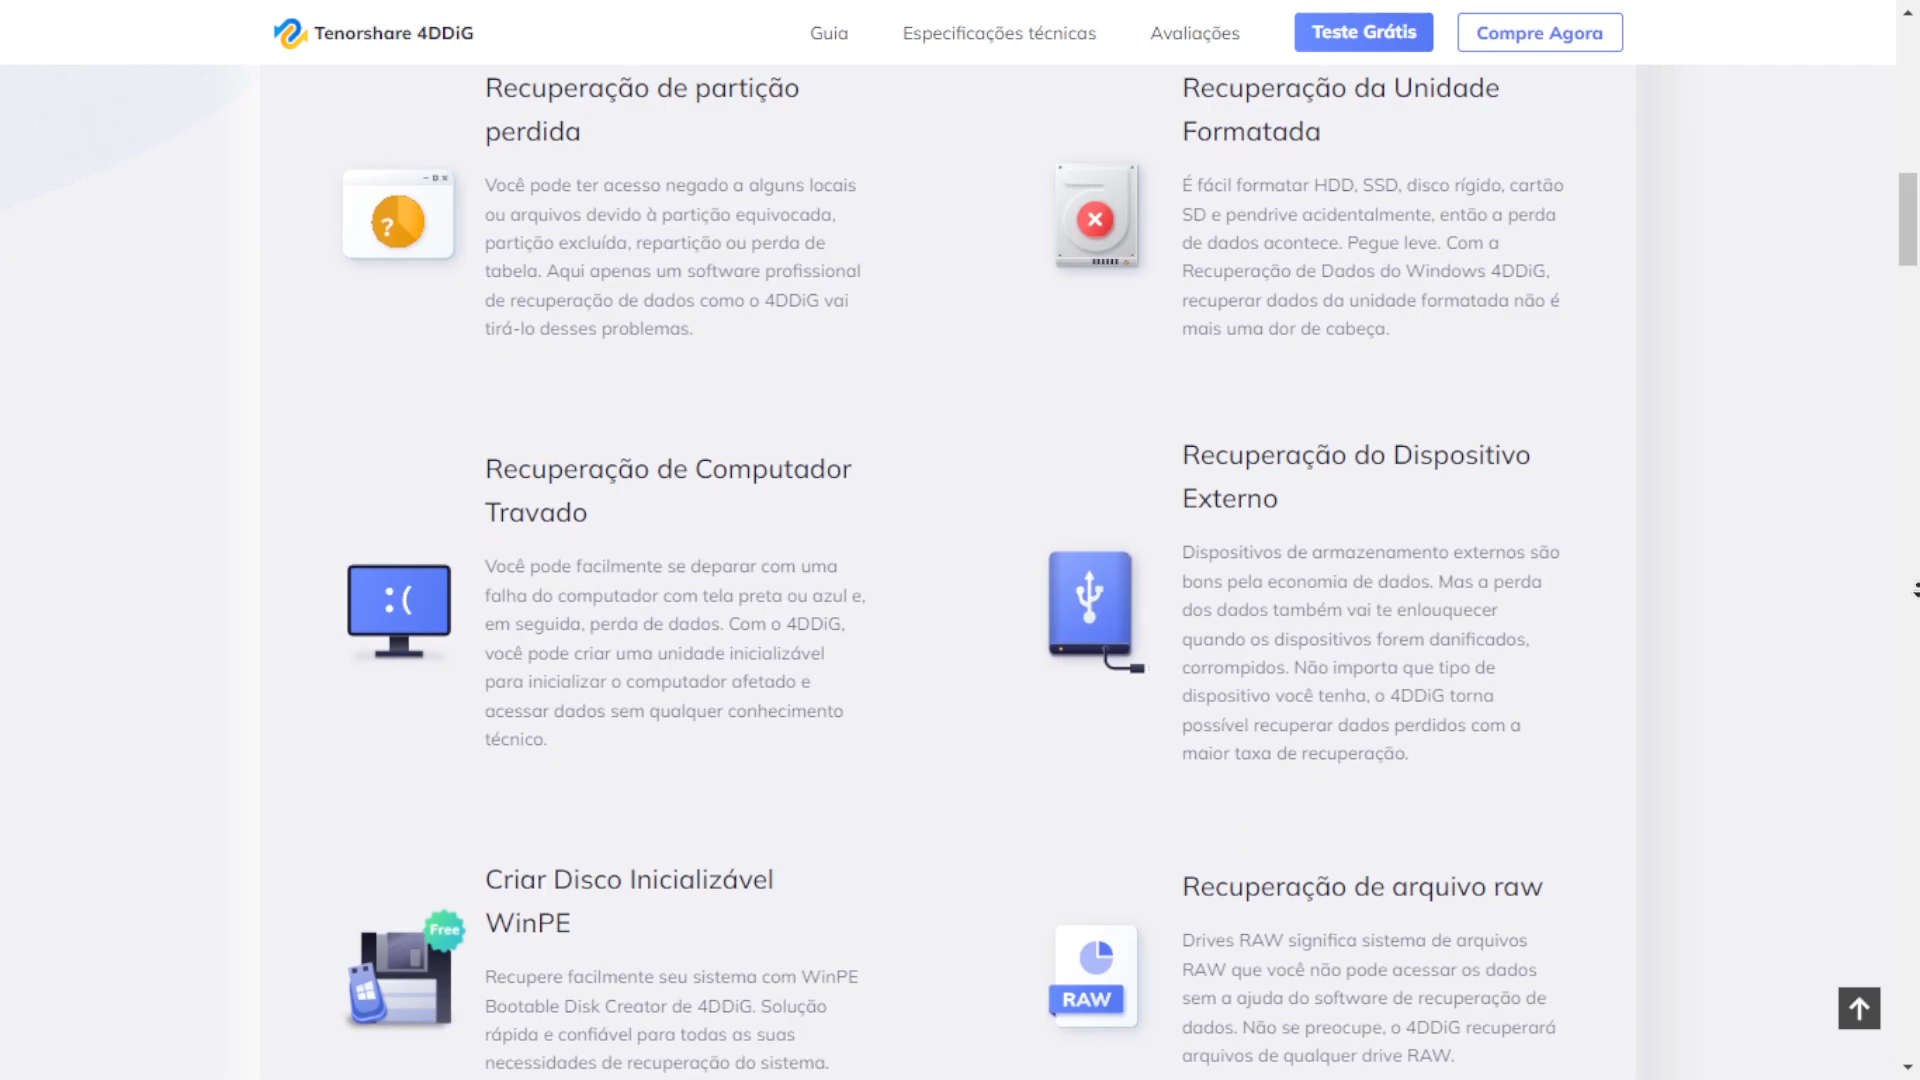 Tenorshare 4DDiG
Guia
Especificações técnicas
Avaliações
Teste Grátis
Compre Agora
Recuperação de partição
perdida
Você pode ter acesso negado a alguns locais
ou arquivos devido à partição equivocada,
partição excluída, repartição ou perda de
tabela. Aqui apenas um software profissional
de recuperação de dados como o 4DDiG vai
tirá-lo desses problemas.
Recuperação da Unidade
Formatada
É fácil formatar HDD, SSD, disco rígido, cartão
SD e pendrive acidentalmente, então a perda
de dados acontece. Pegue leve. Com a
Recuperação de Dados do Windows 4DDiG,
recuperar dados da unidade formatada não é
mais uma dor de cabeça.
?
Recuperação de Computador
Travado
Você pode facilmente se deparar com uma
falha do computador com tela preta ou azul e,
em seguida, perda de dados. Com o 4DDiG,
você pode criar uma unidade inicializável
para inicializar o computador afetado e
acessar dados sem qualquer conhecimento
técnico.
:(
Recuperação do Dispositivo
Externo
Dispositivos de armazenamento externos são
bons pela economia de dados. Mas a perda
dos dados também vai te enlouquecer
quando os dispositivos forem danificados,
corrompidos. Não importa que tipo de
dispositivo você tenha, o 4DDiG torna
possível recuperar dados perdidos com a
maior taxa de recuperação.
Criar Disco Inicializável
WinPE
Free
Recupere facilmente seu sistema com WinPE
Bootable Disk Creator de 4DDiG. Solução
rápida e confiável para todas as suas
necessidades de recuperação do sistema.
Recuperação de arquivo raw
RAW
Drives RAW significa sistema de arquivos
RAW que você não pode acessar os dados
sem a ajuda do software de recuperação de
dados. Não se preocupe, o 4DDiG recuperará
arquivos de qualquer drive RAW.